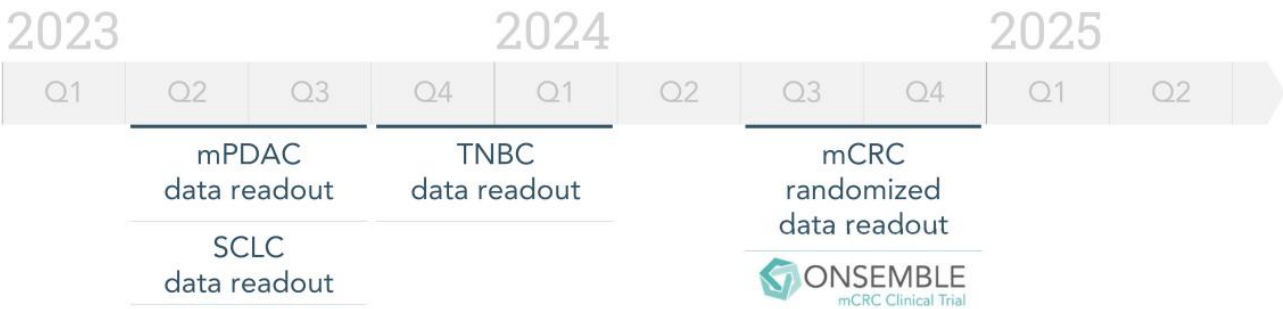 2023 2024 2025
Q1 Q2 Q3 Q4 Q1 Q2 Q3 Q4 Q1 Q2
mPDAC
data readout
SCLC
data readout
TNBC
data readout
mCRC
randomized
data readout
ONSEMBLE
mCRC Clinical Trial